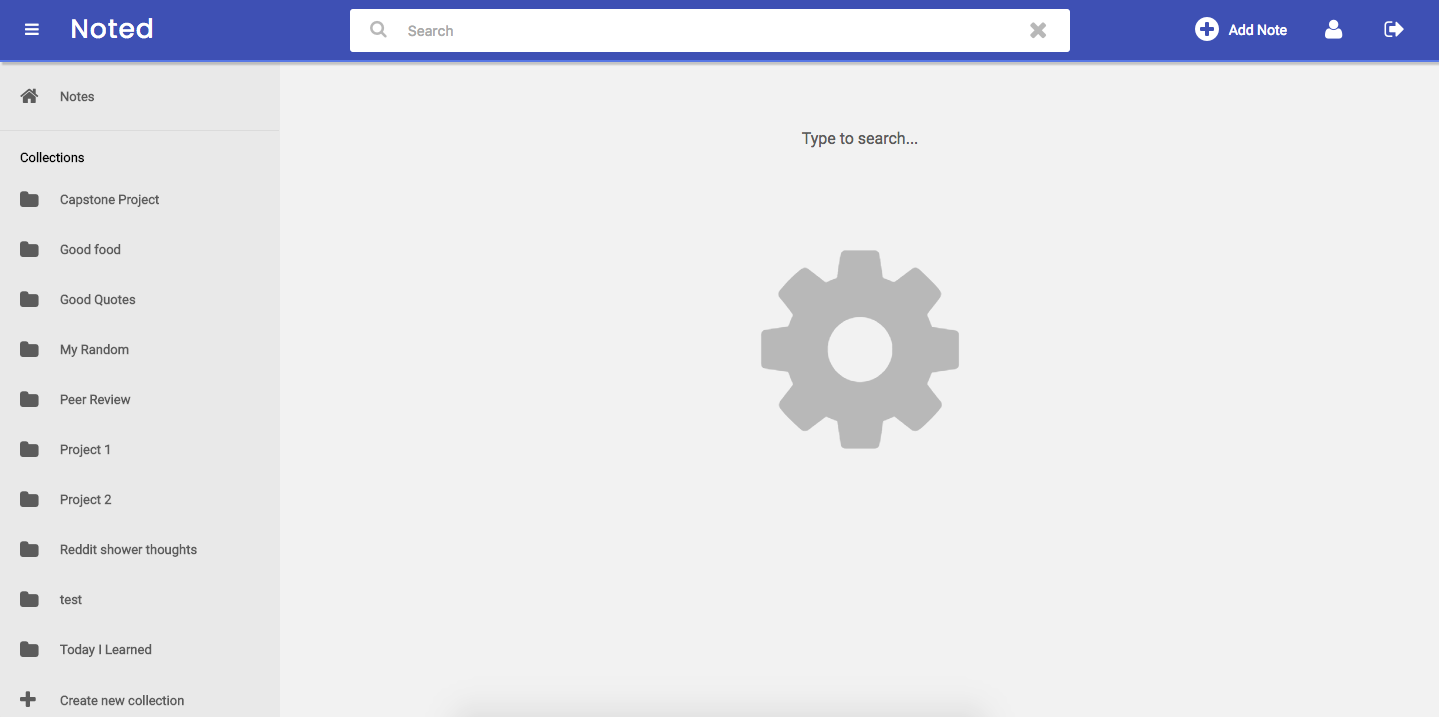 Noted
Search
Add Note
Notes
Collections
Capstone Project
Good food
Good Quotes
My Random
Peer Review
Project 1
Project 2
Reddit shower thoughts
test
Today I Learned
Create new collection
Type to search...